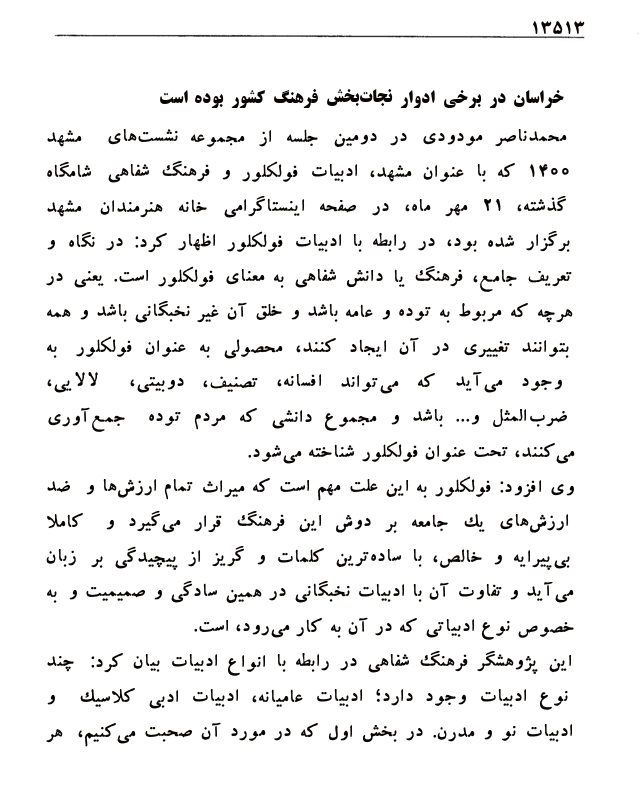 ۱۳۵۱۳
خراسان در برخی ادوار نجات‌بخش فرهنگ کشور بوده است
محمدناصر مودودی در دومین جلسه از مجموعه نشست‌های مشهد
۱۴۰۰ که با عنوان مشهد، ادبیات فولکلور و فرهنگ شفاهی شامگاه
گذشته، ۲۱ مهر ماه، در صفحه اینستاگرامی خانه هنرمندان مشهد
برگزار شده بود، در رابطه با ادبیات فولکلور اظهار کرد: در نگاه و
تعریف جامع، فرهنگ یا دانش شفاهی به معنای فولکلور است. یعنی در
هرچه که مربوط به توده و عامه باشد و خلق آن غیر نخبگانی باشد و همه
بتوانند تغییری در آن ایجاد کنند، محصولی به عنوان فولکلور به
وجود می‌آید که می‌تواند افسانه، تصنیف، دوبیتی، لالایی،
ضرب‌المثل و... باشد و مجموع دانشی که مردم توده جمع‌آوری
می‌کنند، تحت عنوان فولکلور شناخته می‌شود.
وی افزود: فولکلور به این علت مهم است که میراث تمام ارزش‌ها و ضد
ارزش‌های یك جامعه بر دوش این فرهنگ قرار می‌گیرد و کاملا
بی‌پیرایه و خالص، با ساده‌ترین کلمات و گریز از پیچیدگی بر زبان
می‌آید و تفاوت آن با ادبیات نخبگانی در همین سادگی و صمیمیت و به
خصوص نوع ادبیاتی که در آن به کار می‌رود، است.
این پژوهشگر فرهنگ شفاهی در رابطه با انواع ادبیات بیان کرد: چند
نوع ادبیات وجود دارد؛ ادبیات عامیانه، ادبیات ادبی کلاسیك و
ادبیات نو و مدرن. در بخش اول که در مورد آن صحبت می‌کنیم، هر